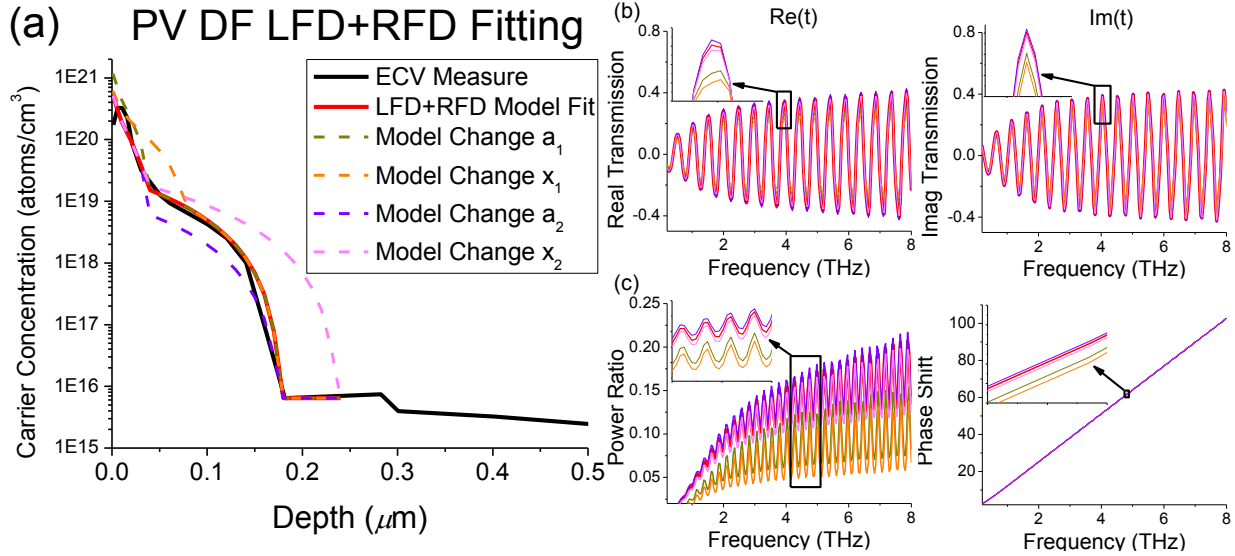 (a)
PV DF LFD+RFD Fitting
Carrier Concentration (atoms/cm³)
1E21
1E20
1E19
1E18
1E17
1E16
1E15
ECV Measure
LFD+RFD Model Fit
Model Change a₁
Model Change x₁
Model Change a₂
Model Change x₂
0.0 0.1 0.2 0.3 0.4 0.5
Depth (μm)
(b)
Re(t)
Real Transmission
0.8
0.4
0.0
-0.4
2 4 6 8
Frequency (THz)
Im(t)
Imag Transmission
0.8
0.4
0.0
-0.4
2 4 6 8
Frequency (THz)
(c)
Power Ratio
0.25
0.20
0.15
0.10
0.05
2 4 6 8
Frequency (THz)
Phase Shift
100
80
60
40
20
2 4 6 8
Frequency (THz)